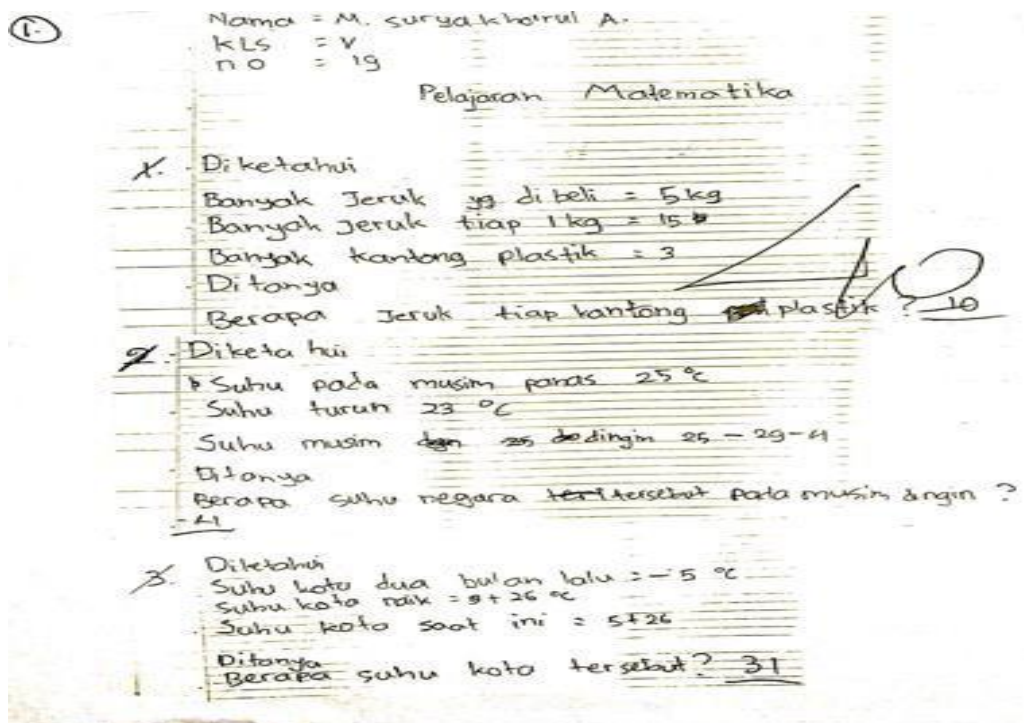 1.
Nama = M. suryakhoirul A.
KLS = V
no = 19
Pelajaran Matematika
1. Diketahui
Banyak Jeruk yg di beli = 5kg
Banyak Jeruk tiap 1kg = 15
Banyak kantong plastik = 3
Ditanya
Berapa Jeruk tiap kantong plastik ? 10
40
2. Diketahui
Suhu pada musim panas 25 °C
Suhu turun 23 °C
Suhu musim dingin 25 - 29-4
Ditanya
Berapa suhu negara tersebut pada musim dingin ?
-4
3. Diketahui
Suhu kota dua bulan lalu = -5 °C
Suhu kota naik = 5+ 26 °C
Suhu kota saat ini = 5+26
Ditanya
Berapa suhu kota tersebut? 31